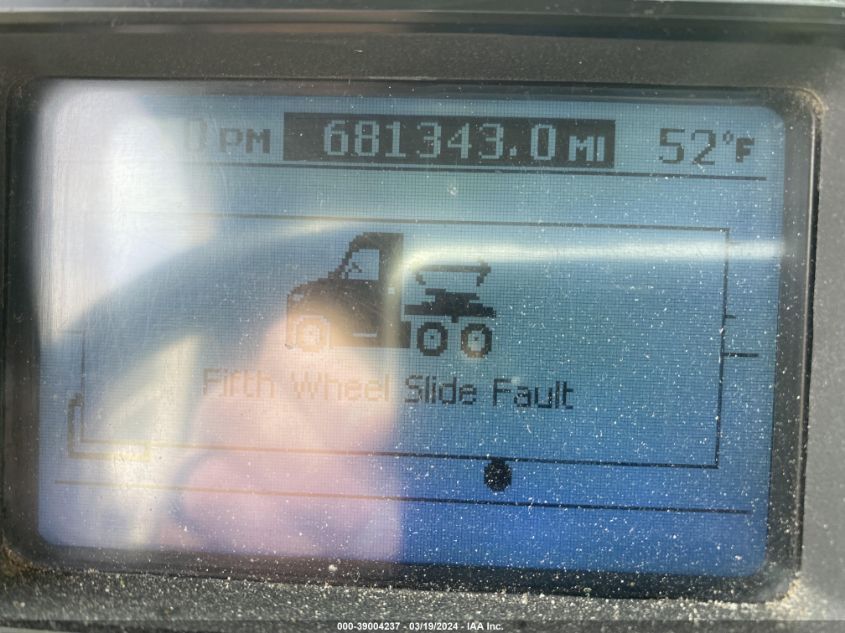 PM 681343.0 MI 52°F
Fifth Wheel Slide Fault
000-39004237 - 03/19/2024 - IAA Inc.